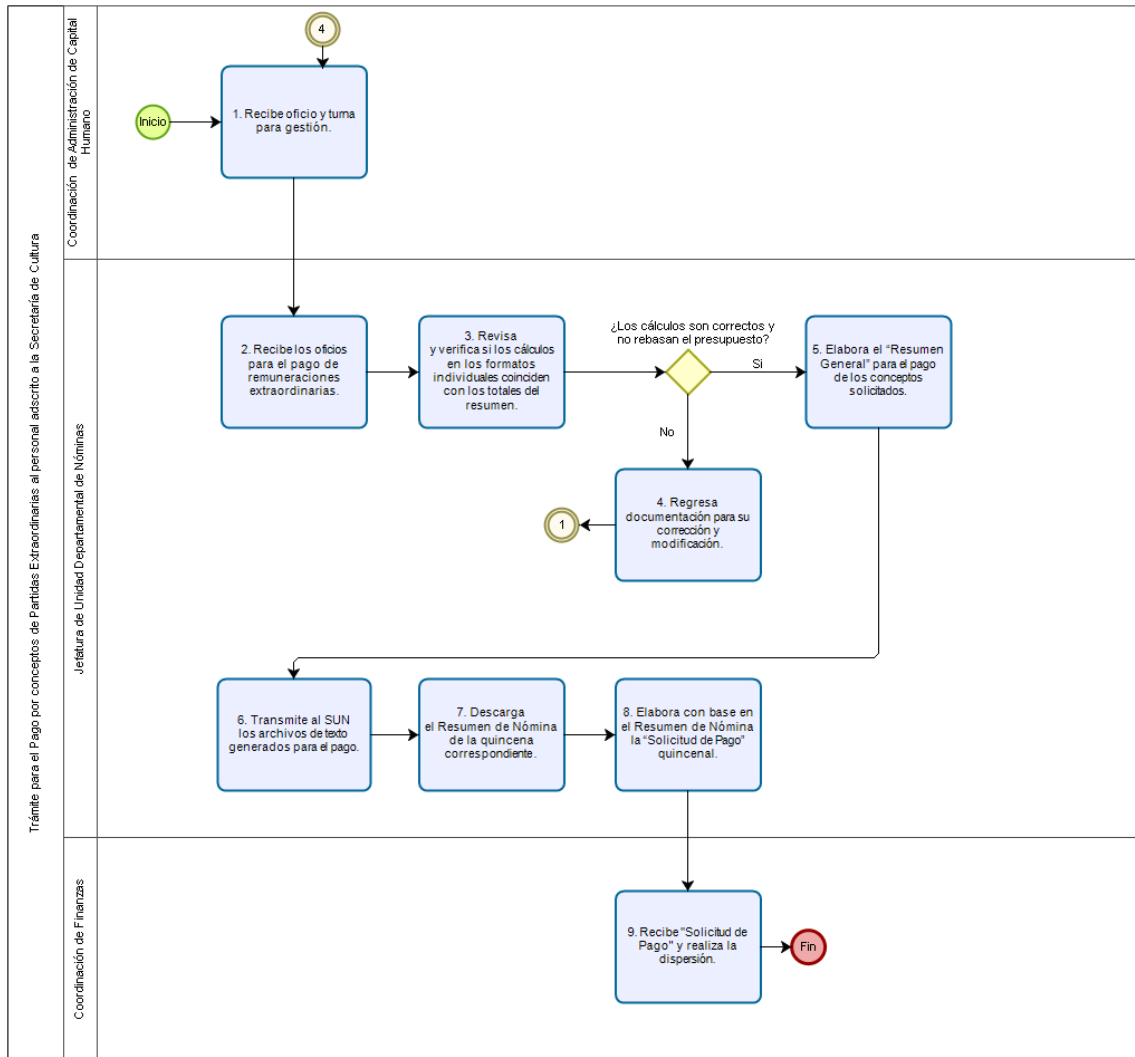 Trámite para el Pago por conceptos de Partidas Extraordinarias al personal adscrito a la Secretaría de Cultura
Coordinación de Administración de Capital
Humano
4
Inicio
1. Recibe oficio y turna
para gestión.
Jefatura de Unidad Departamental de Nóminas
2. Recibe los oficios
para el pago de
remuneraciones
extraordinarias.
3. Revisa
y verifica si los cálculos
en los formatos
individuales coinciden
con los totales del
resumen.
¿Los cálculos son correctos y
no rebasan el presupuesto?
Si
No
5. Elabora el “Resumen
General” para el pago
de los conceptos
solicitados.
4. Regresa
documentación para su
corrección y
modificación.
1
6. Transmite al SUN
los archivos de texto
generados para el pago.
7. Descarga
el Resumen de Nómina
de la quincena
correspondiente.
8. Elabora con base en
el Resumen de Nómina
la “Solicitud de Pago”
quincenal.
Coordinación de Finanzas
9. Recibe "Solicitud de
Pago" y realiza la
dispersión.
Fin